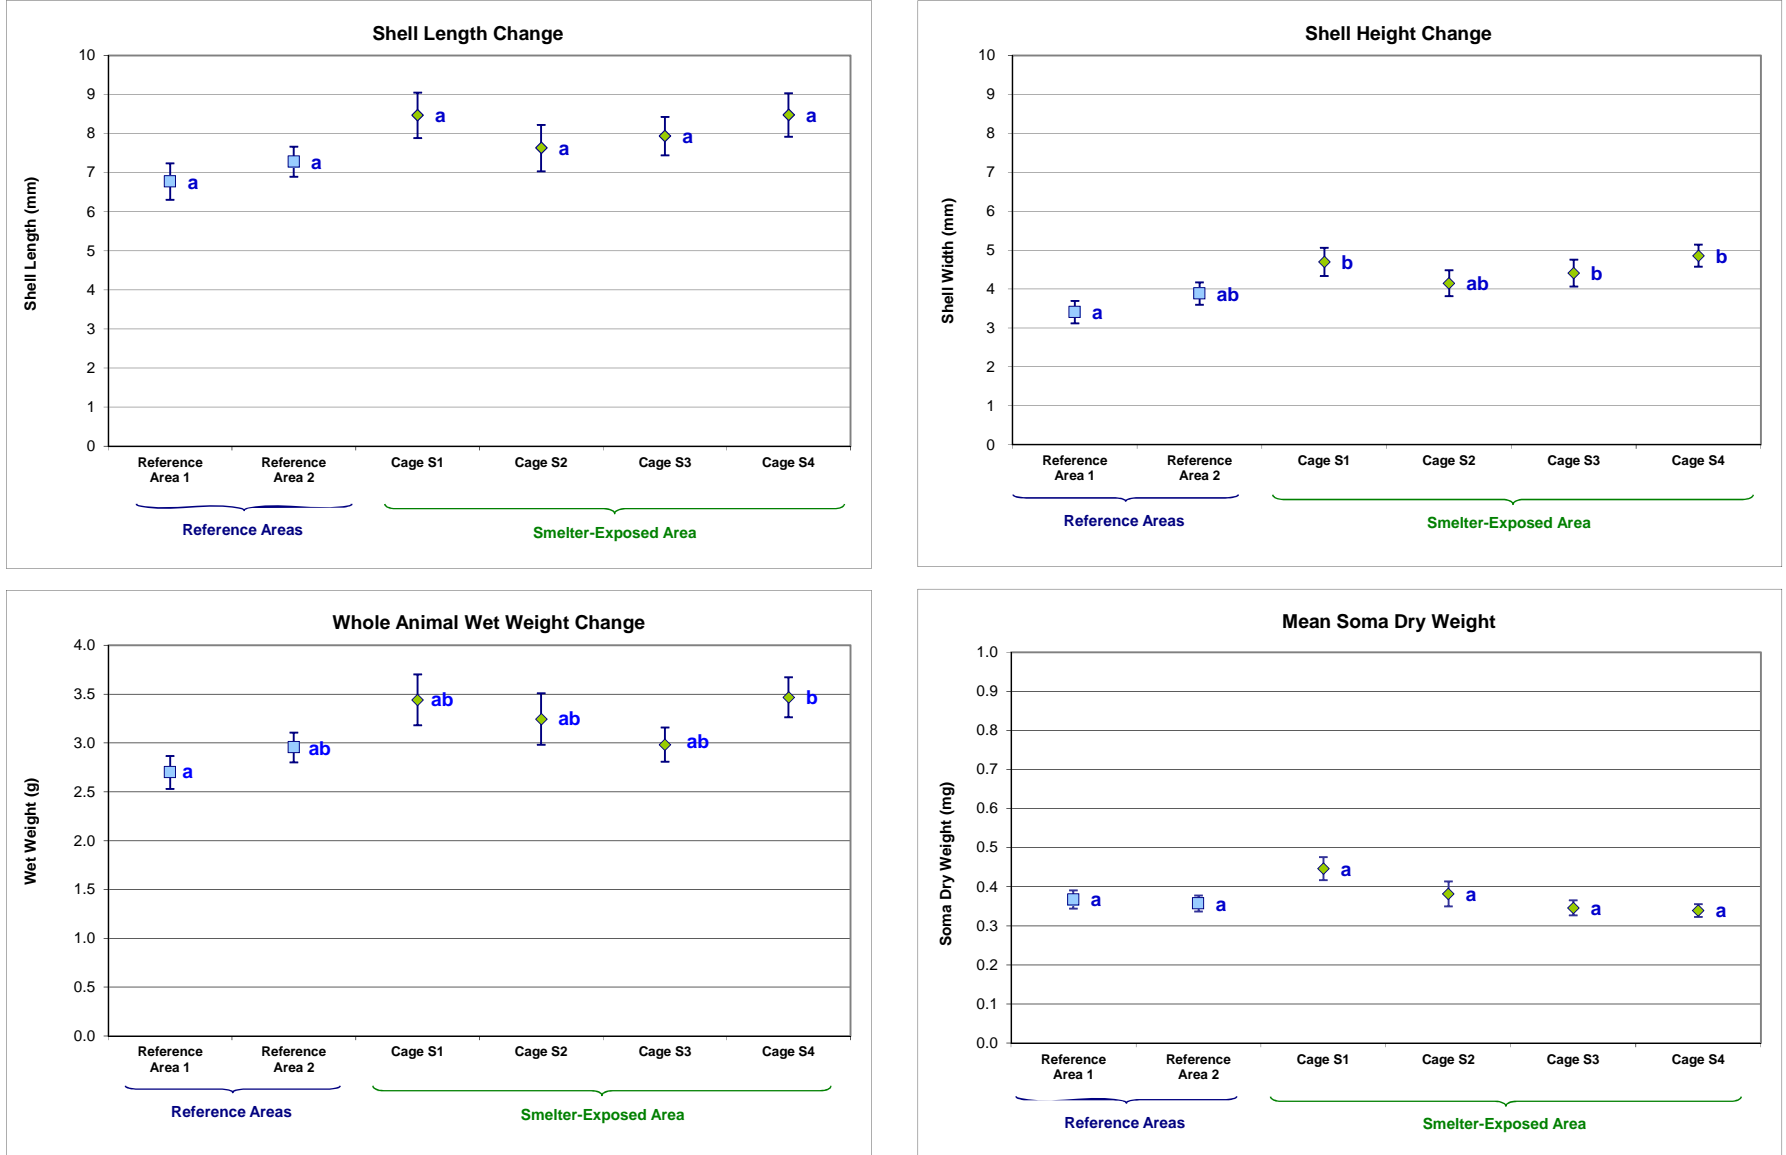 Shell Length Change
10
9
8
7
6
5
4
3
2
1
0
Shell Length (mm)
a
a
a
a
a
a
Reference Area 1
Reference Area 2
Cage S1
Cage S2
Cage S3
Cage S4
Reference Areas
Smelter-Exposed Area
Shell Height Change
10
9
8
7
6
5
4
3
2
1
0
Shell Width (mm)
a
ab
b
ab
b
b
Reference Area 1
Reference Area 2
Cage S1
Cage S2
Cage S3
Cage S4
Reference Areas
Smelter-Exposed Area
Whole Animal Wet Weight Change
4.0
3.5
3.0
2.5
2.0
1.5
1.0
0.5
0.0
Wet Weight (g)
a
ab
ab
ab
ab
b
Reference Area 1
Reference Area 2
Cage S1
Cage S2
Cage S3
Cage S4
Reference Areas
Smelter-Exposed Area
Mean Soma Dry Weight
1.0
0.9
0.8
0.7
0.6
0.5
0.4
0.3
0.2
0.1
0.0
Soma Dry Weight (mg)
a
a
a
a
a
a
Reference Area 1
Reference Area 2
Cage S1
Cage S2
Cage S3
Cage S4
Reference Areas
Smelter-Exposed Area